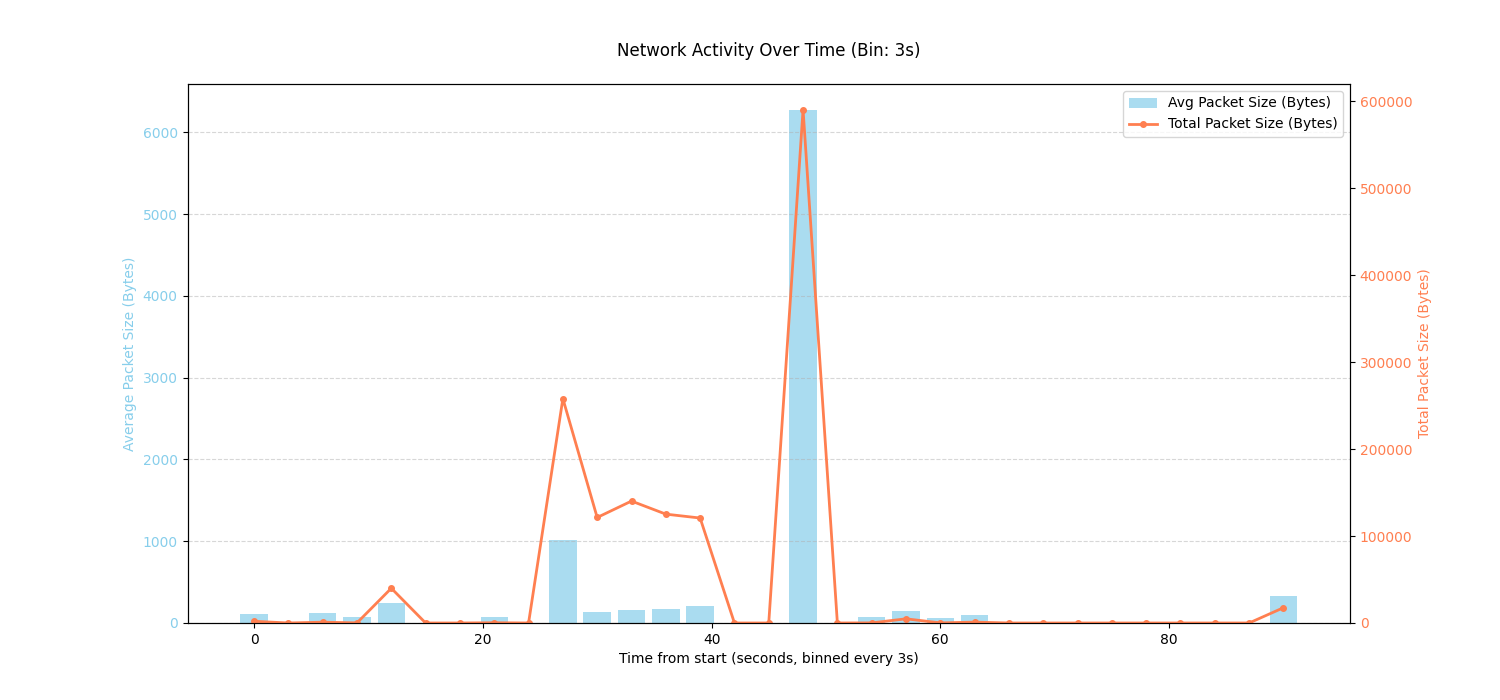 Network Activity Over Time (Bin: 3s)
Avg Packet Size (Bytes)
Total Packet Size (Bytes)
Average Packet Size (Bytes)
6000
5000
4000
3000
2000
1000
0
600000
500000
400000
300000
200000
100000
0
Total Packet Size (Bytes)
0 20 40 60 80
Time from start (seconds, binned every 3s)